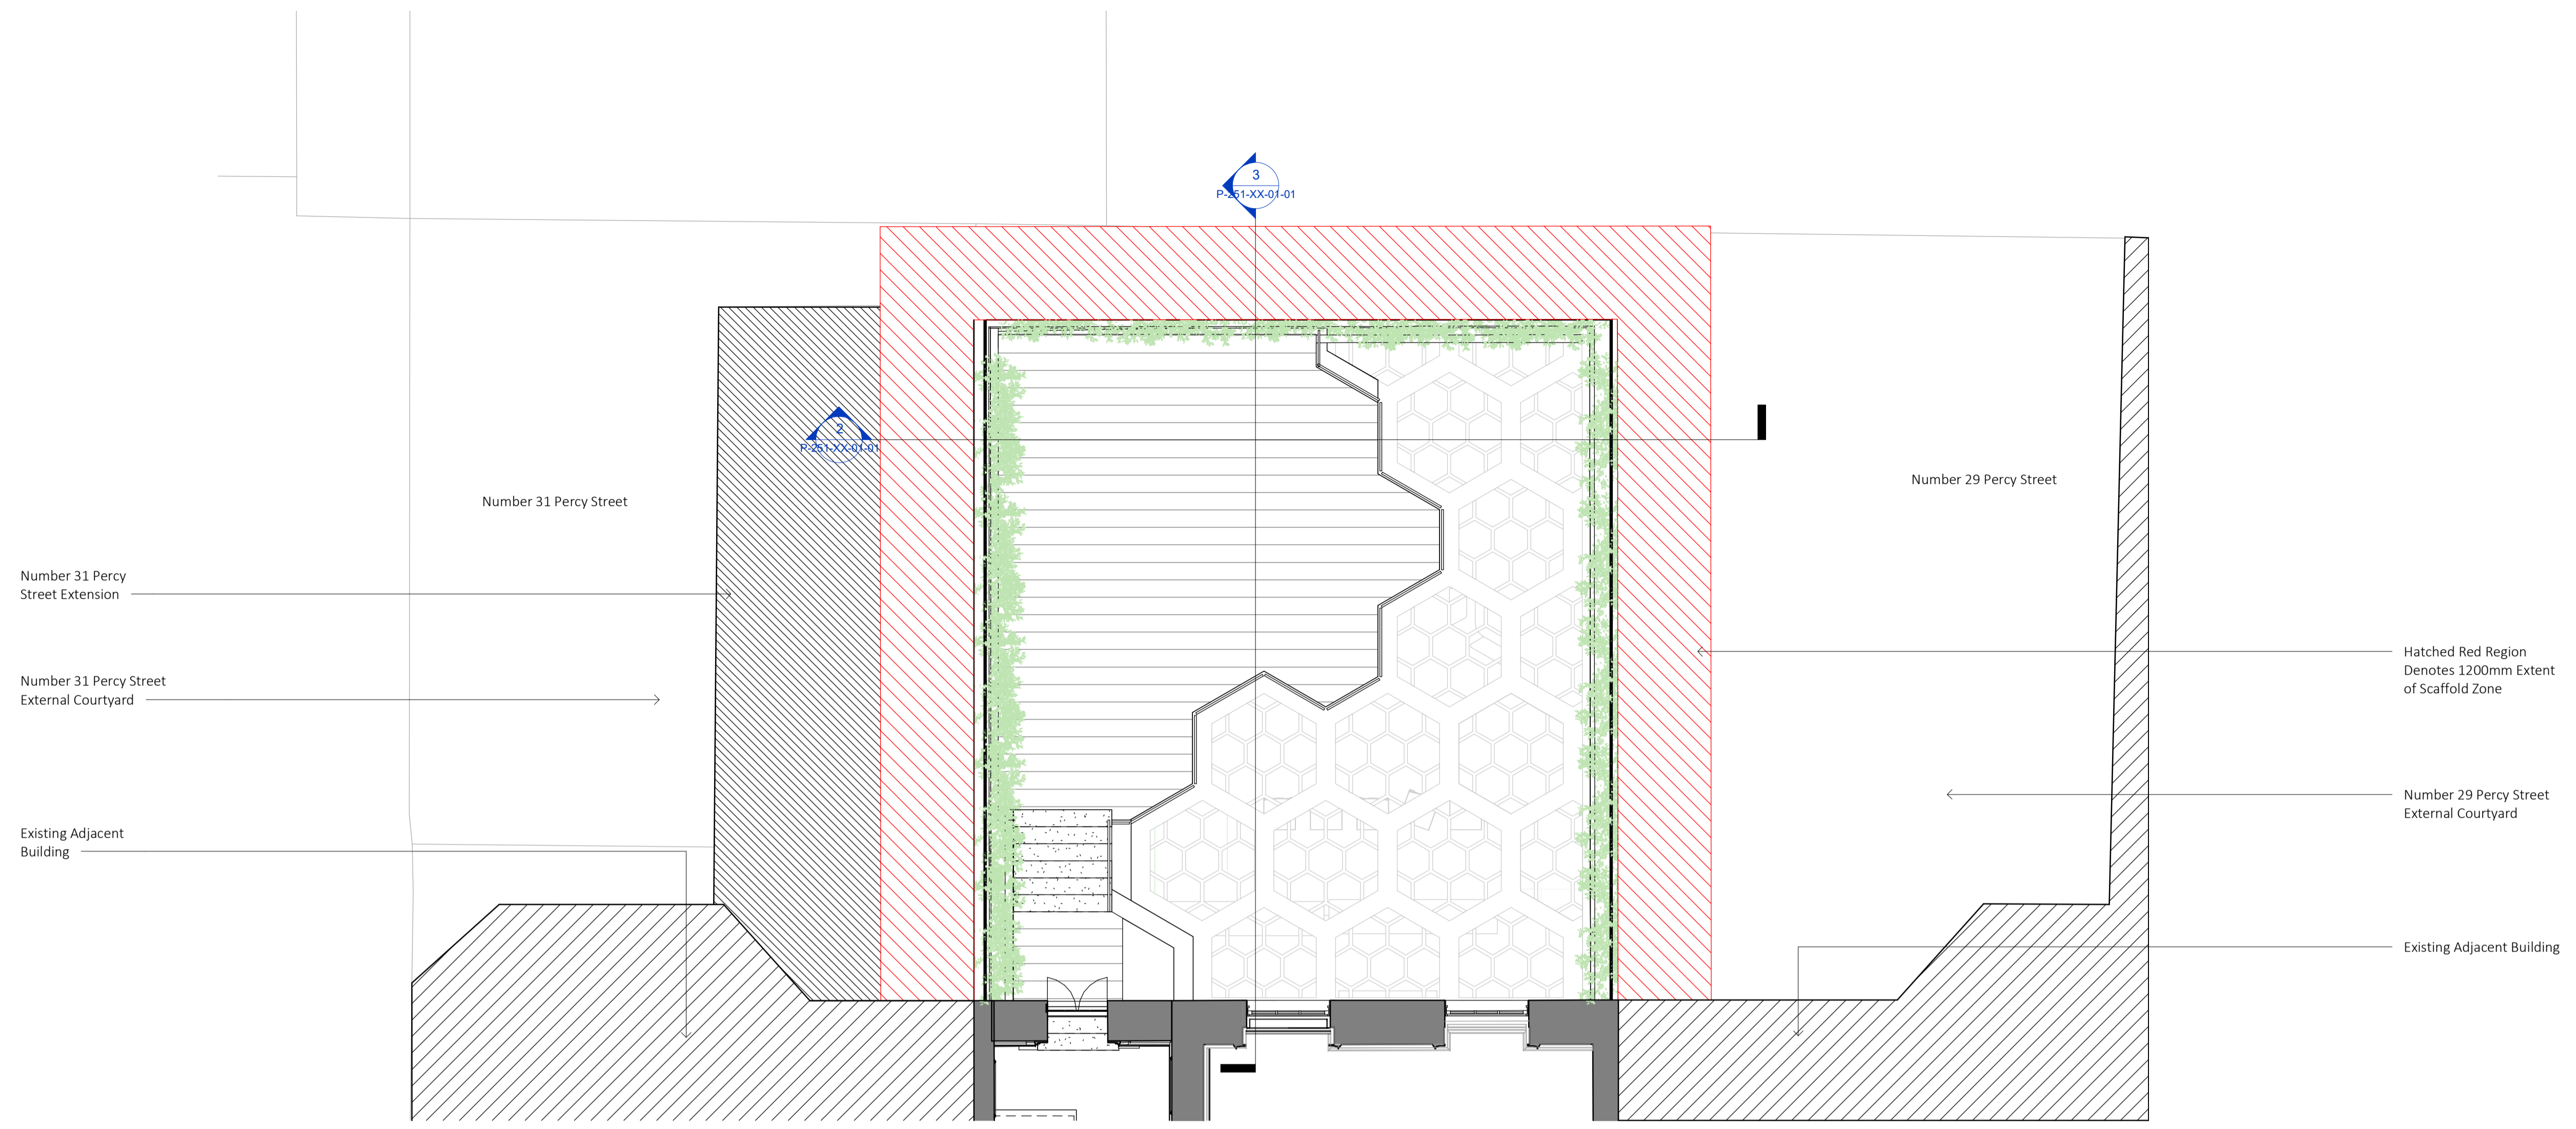 3
P-251-XX-01-01
2
P-251-XX-01-01
Number 31 Percy Street
Number 29 Percy Street
Number 31 Percy
Street Extension
Number 31 Percy Street
External Courtyard
Existing Adjacent
Building
Hatched Red Region
Denotes 1200mm Extent
of Scaffold Zone
Number 29 Percy Street
External Courtyard
Existing Adjacent Building